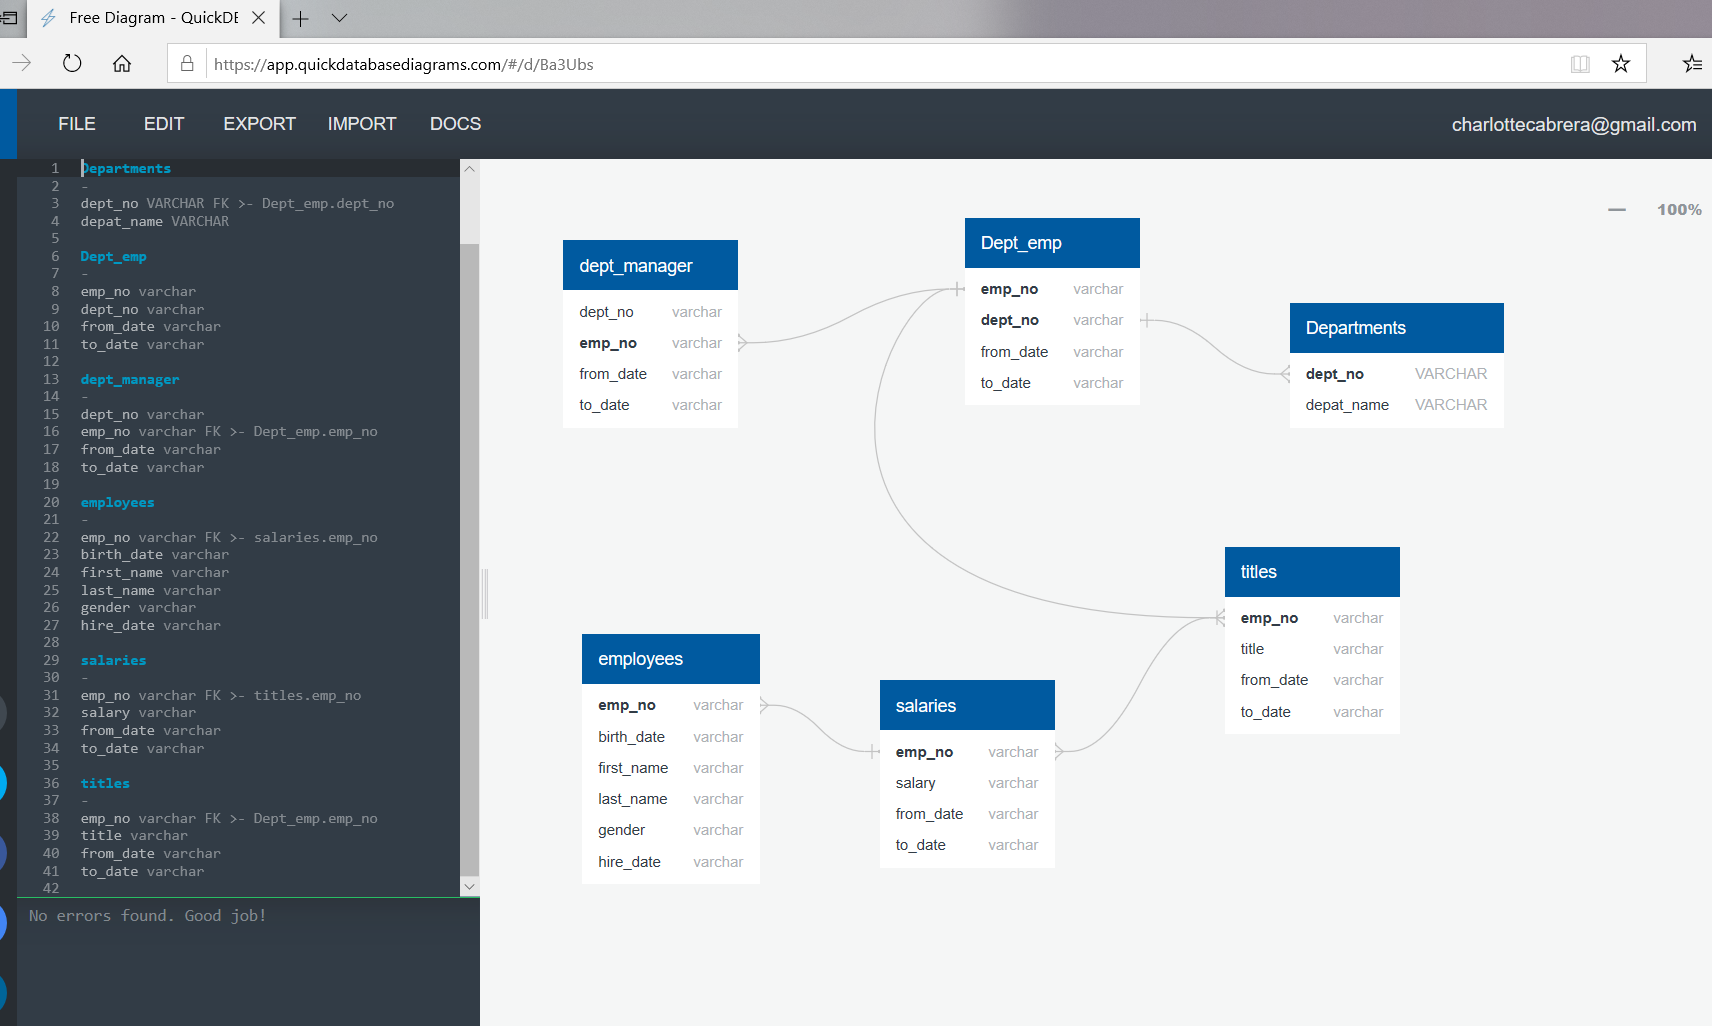 Free Diagram - QuickDE
https://app.quickdatabasediagrams.com/#/d/Ba3Ubs
FILE EDIT EXPORT IMPORT DOCS charlottecabrera@gmail.com
1 Departments
2 -
3 dept_no VARCHAR FK >- Dept_emp.dept_no
4 depat_name VARCHAR
5
6 Dept_emp
7 -
8 emp_no varchar
9 dept_no varchar
10 from_date varchar
11 to_date varchar
12
13 dept_manager
14 -
15 dept_no varchar
16 emp_no varchar FK >- Dept_emp.emp_no
17 from_date varchar
18 to_date varchar
19
20 employees
21 -
22 emp_no varchar FK >- salaries.emp_no
23 birth_date varchar
24 first_name varchar
25 last_name varchar
26 gender varchar
27 hire_date varchar
28
29 salaries
30 -
31 emp_no varchar FK >- titles.emp_no
32 salary varchar
33 from_date varchar
34 to_date varchar
35
36 titles
37 -
38 emp_no varchar FK >- Dept_emp.emp_no
39 title varchar
40 from_date varchar
41 to_date varchar
42
No errors found. Good job!
100%
dept_manager
dept_no varchar
emp_no varchar
from_date varchar
to_date varchar
Dept_emp
emp_no varchar
dept_no varchar
from_date varchar
to_date varchar
Departments
dept_no VARCHAR
depat_name VARCHAR
titles
emp_no varchar
title varchar
from_date varchar
to_date varchar
employees
emp_no varchar
birth_date varchar
first_name varchar
last_name varchar
gender varchar
hire_date varchar
salaries
emp_no varchar
salary varchar
from_date varchar
to_date varchar